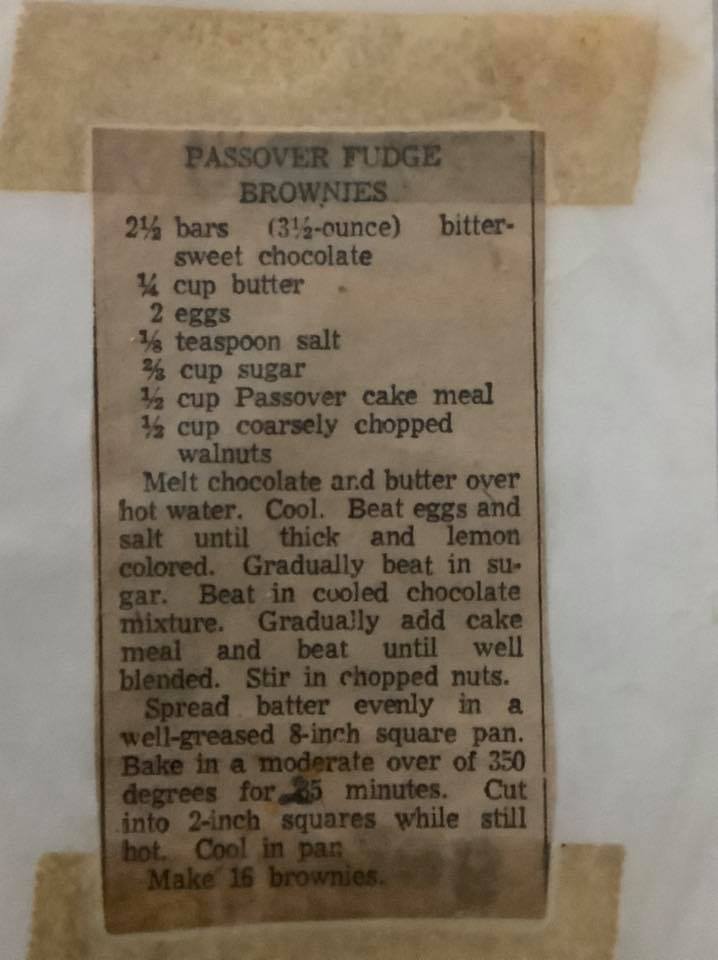 PASSOVER FUDGE
BROWNIES
2½ bars (3½-ounce) bitter-
sweet chocolate
¼ cup butter
2 eggs
⅛ teaspoon salt
⅔ cup sugar
½ cup Passover cake meal
½ cup coarsely chopped
walnuts
Melt chocolate and butter over
hot water. Cool. Beat eggs and
salt until thick and lemon
colored. Gradually beat in su-
gar. Beat in cooled chocolate
mixture. Gradually add cake
meal and beat until well
blended. Stir in chopped nuts.
Spread batter evenly in a
well-greased 8-inch square pan.
Bake in a moderate over of 350
degrees for minutes. Cut
into 2-inch squares while still
hot. Cool in pan
Make 16 brownies.